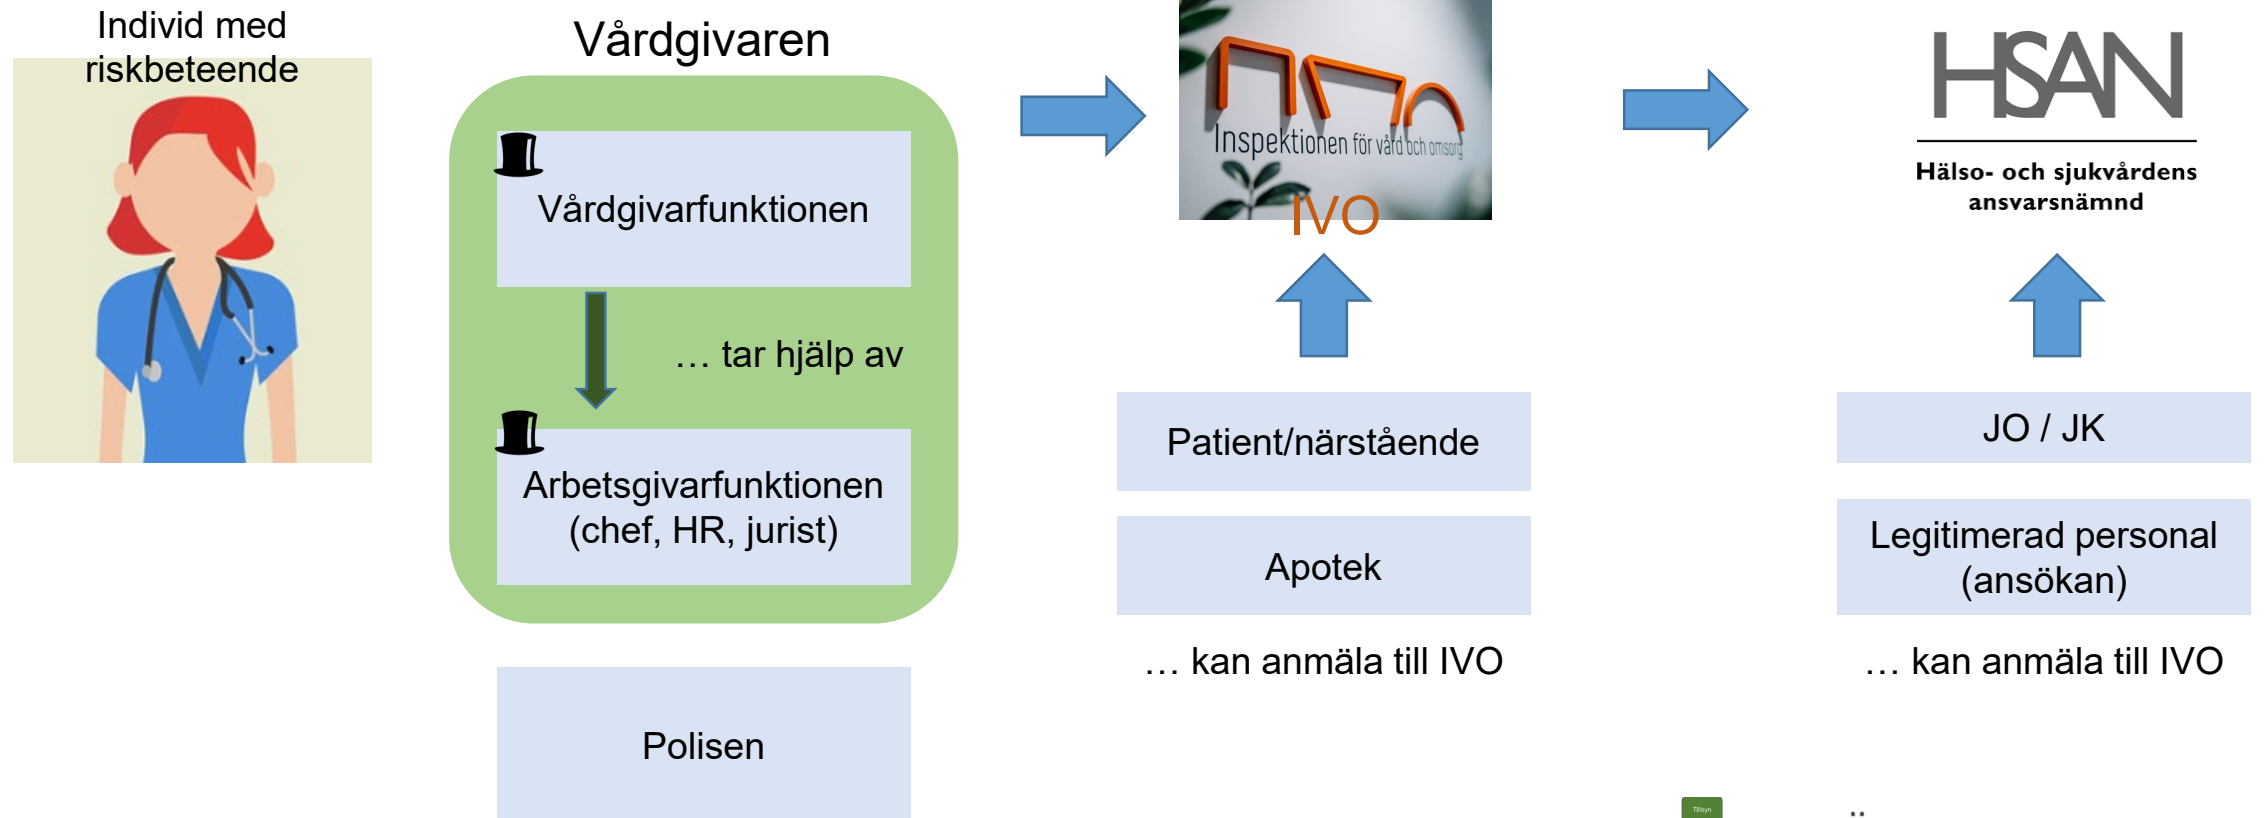 Individ med
riskbeteende
Vårdgivaren
Vårdgivarfunktionen
… tar hjälp av
Arbetsgivarfunktionen
(chef, HR, jurist)
Polisen
Inspektionen för vård och omsorg
IVO
Patient/närstående
Apotek
… kan anmäla till IVO
HSAN
Hälso- och sjukvårdens
ansvarsnämnd
JO / JK
Legitimerad personal
(ansökan)
… kan anmäla till IVO
Tillsyn